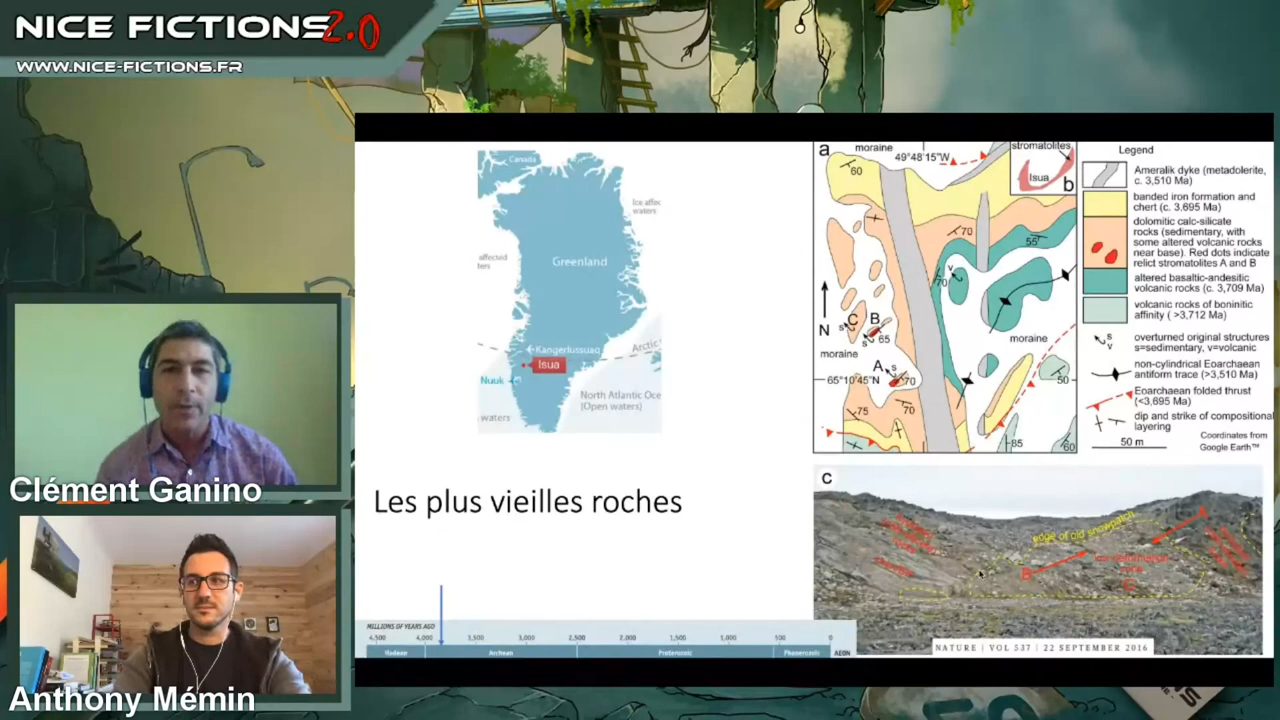 NICE FICTIONS 2.0
WWW.NICE-FICTIONS.FR
Clément Ganino
Anthony Mémin
Canada
Ice affec
waters
affected
ters
Greenland
Kangerlussuaq
Isua
Arctic
Nuuk
North Atlantic Oce
(Open waters)
waters
Les plus vieilles roches
MILLIONS OF YEARS AGO
4,500 4,000 3,500 3,000 2,500 2,000 1,500 1,000 500 0
Hadean Archean Proterozoic Phanerozoic AEON
a
moraine
49°48'15"W
stromatolites
Isua
b
60
70
55
70
v
N
C
B
s
s
65
moraine
moraine
A
s
70
65°10'45"N
50
75
70
85
60
Legend
Ameralik dyke (metadolerite,
c. 3,510 Ma)
banded iron formation and
chert (c. 3,695 Ma)
dolomitic calc-silicate
rocks (sedimentary, with
some altered volcanic rocks
near base). Red dots indicate
relict stromatolites A and B
altered basaltic-andesitic
volcanic rocks (c. 3,709 Ma)
volcanic rocks of boninitic
affinity ( >3,712 Ma)
s
v
overturned original structures
s=sedimentary, v=volcanic
non-cylindrical Eoarchaean
antiform trace (>3,510 Ma)
Eoarchaean folded thrust
(<3,695 Ma)
dip and strike of compositional
layering
50 m
Coordinates from
Google Earth™
c
edge of old snowpatch
A
B
C
NATURE | VOL 537 | 22 SEPTEMBER 2016